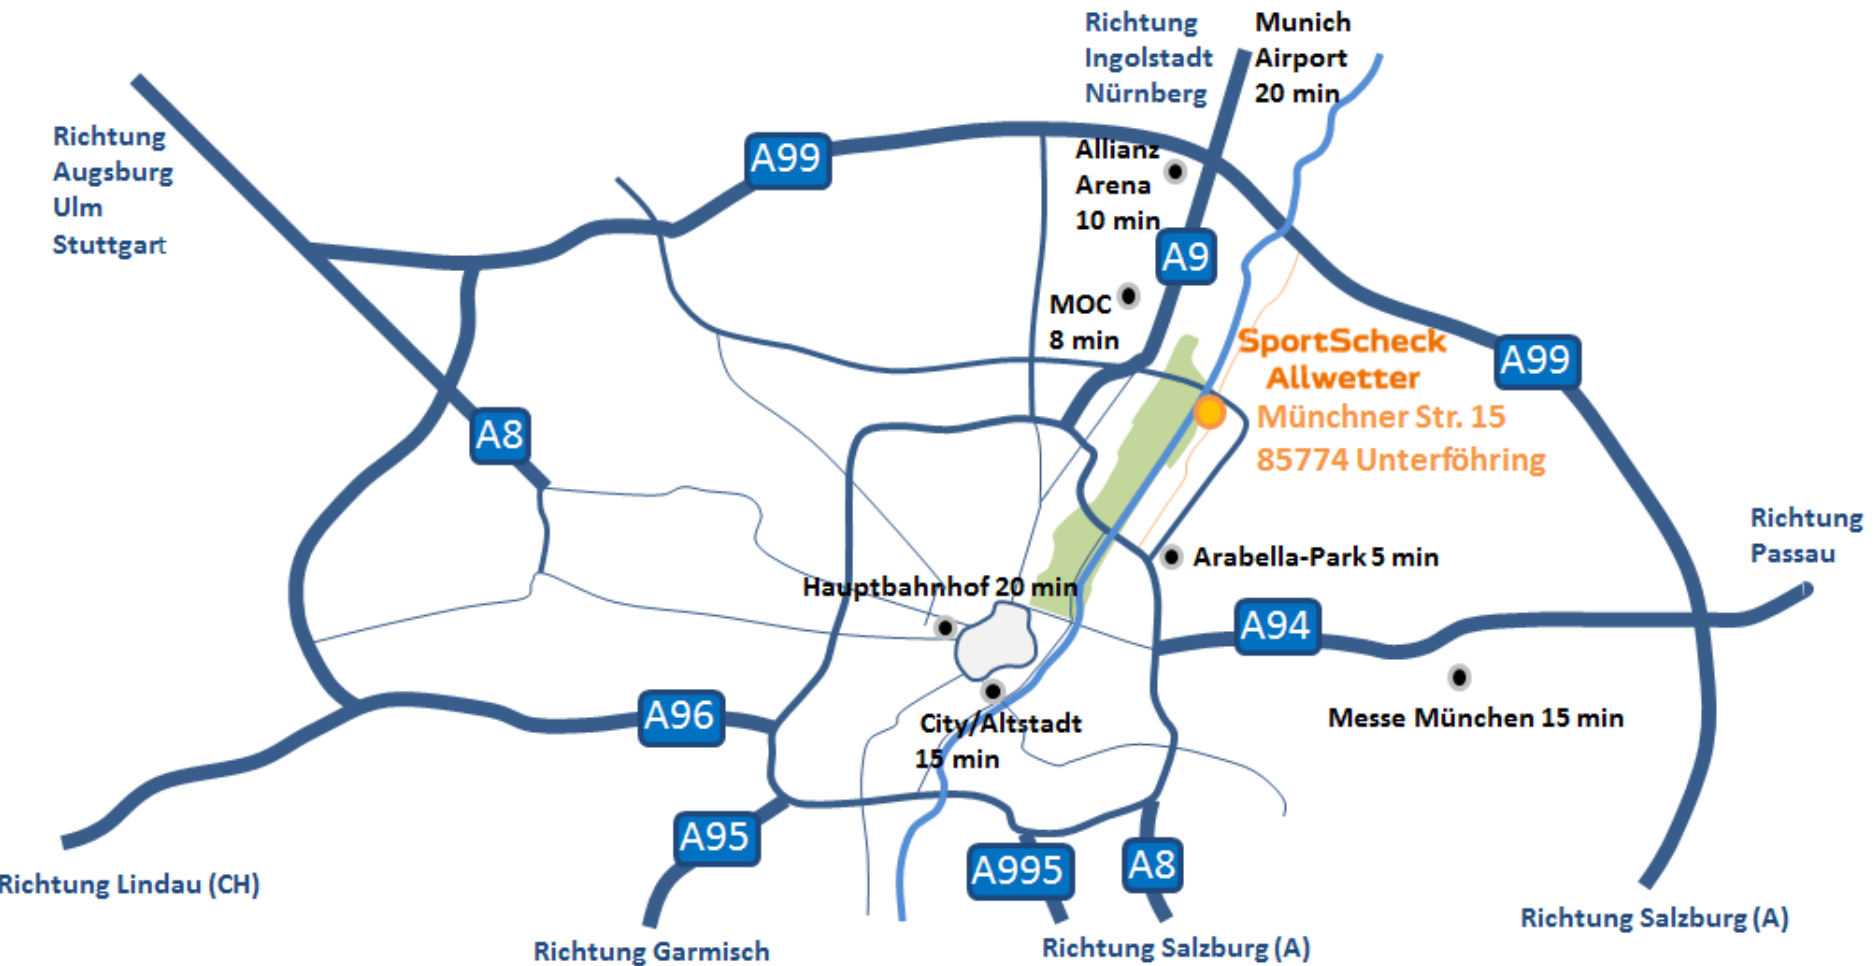 Richtung
Ingolstadt
Nürnberg
Munich
Airport
20 min
Richtung
Augsburg
Ulm
Stuttgart
A99
Allianz
Arena
10 min
A9
MOC
8 min
SportScheck
Allwetter
Münchner Str. 15
85774 Unterföhring
A99
A8
Richtung
Passau
Arabella-Park 5 min
Hauptbahnhof 20 min
A94
A96
City/Altstadt
15 min
Messe München 15 min
A95
A995
A8
Richtung Lindau (CH)
Richtung Garmisch
Richtung Salzburg (A)
Richtung Salzburg (A)